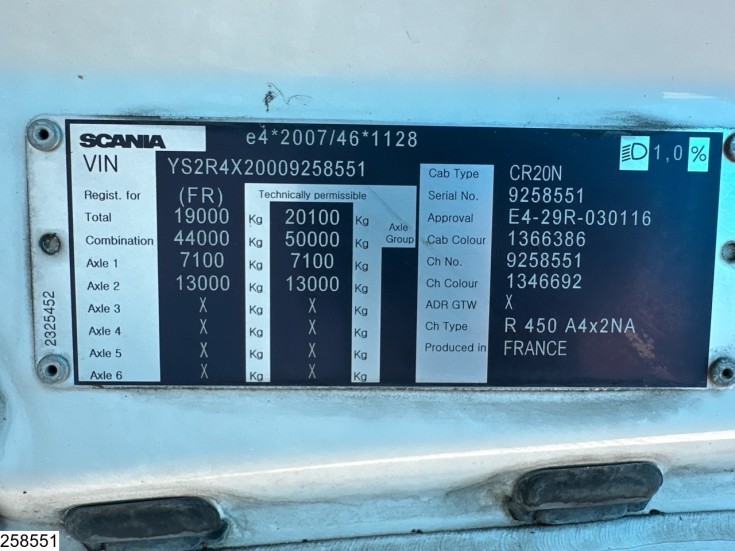 SCANIA e4*2007/46*1128
VIN YS2R4X20009258551
1,0 %
Regist. for (FR) Technically permissible
Total 19000 Kg 20100 Kg Axle Group
Combination 44000 Kg 50000 Kg
Axle 1 7100 Kg 7100 Kg
Axle 2 13000 Kg 13000 Kg
Axle 3 X Kg X Kg
Axle 4 X Kg X Kg
Axle 5 X Kg X Kg
Axle 6 X Kg X Kg
Cab Type CR20N
Serial No. 9258551
Approval E4-29R-030116
Cab Colour 1366386
Ch No. 9258551
Ch Colour 1346692
ADR GTW X
Ch Type R 450 A4x2NA
Produced in FRANCE
2325452
258551